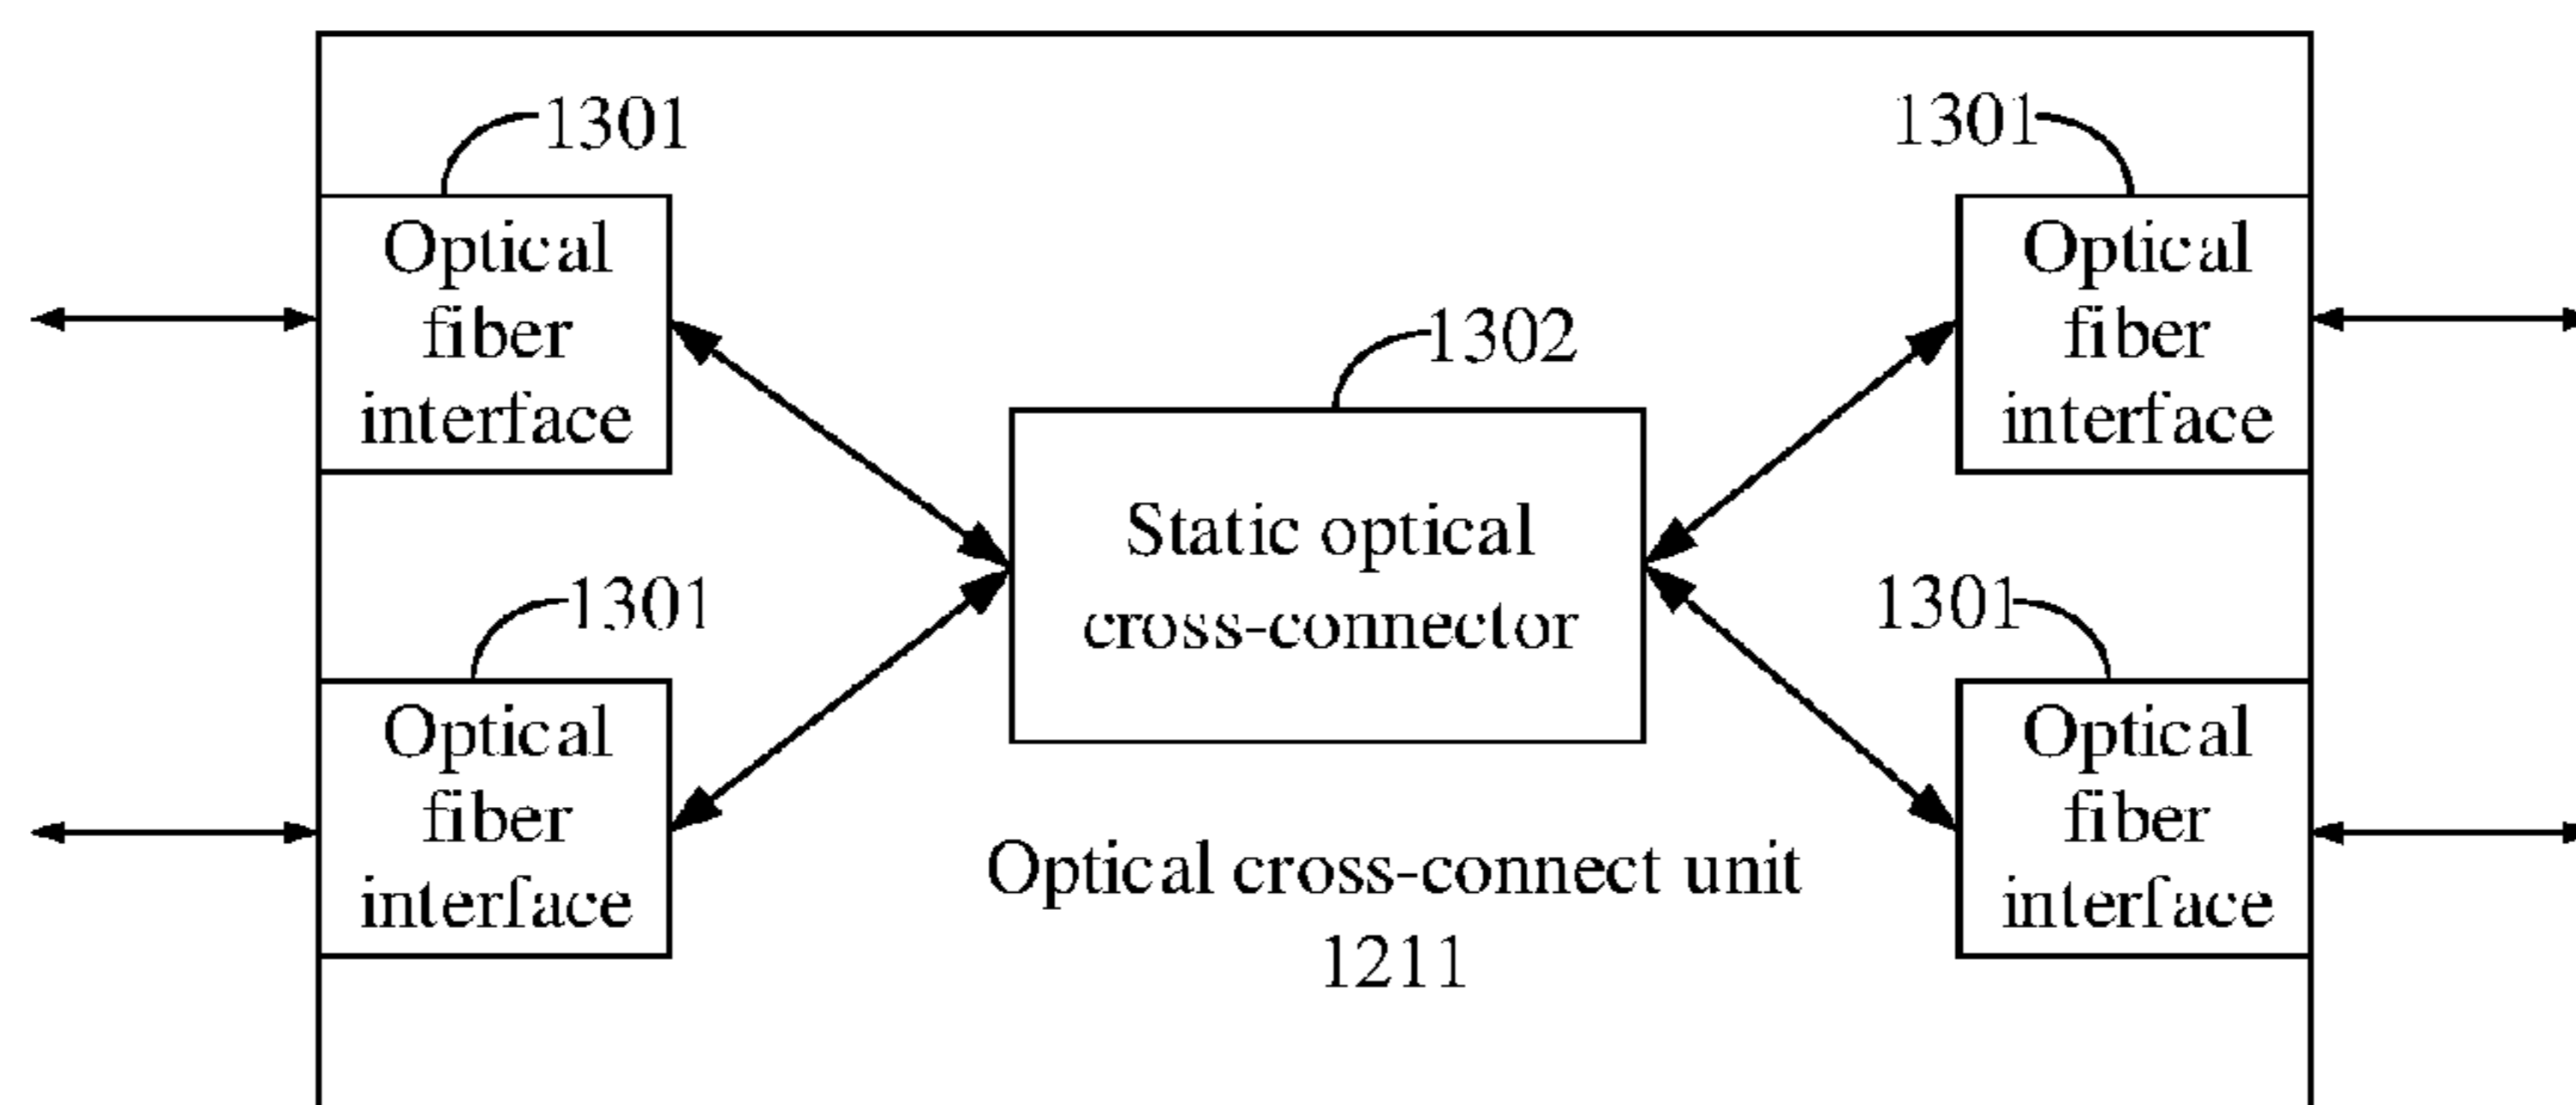 1301
1301
Optical
fiber
interface
Optical
fiber
interface
1302
Static optical
cross-connector
1301
1301
Optical
fiber
interface
Optical
fiber
interface
Optical cross-connect unit
1211